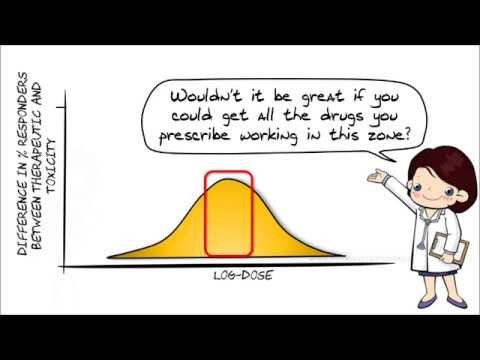 DIFFERENCE IN % RESPONDERS
BETWEEN THERAPEUTIC AND
TOXICITY
Wouldn't it be great if you
could get all the drugs you
prescribe working in this zone?
LOG-DOSE